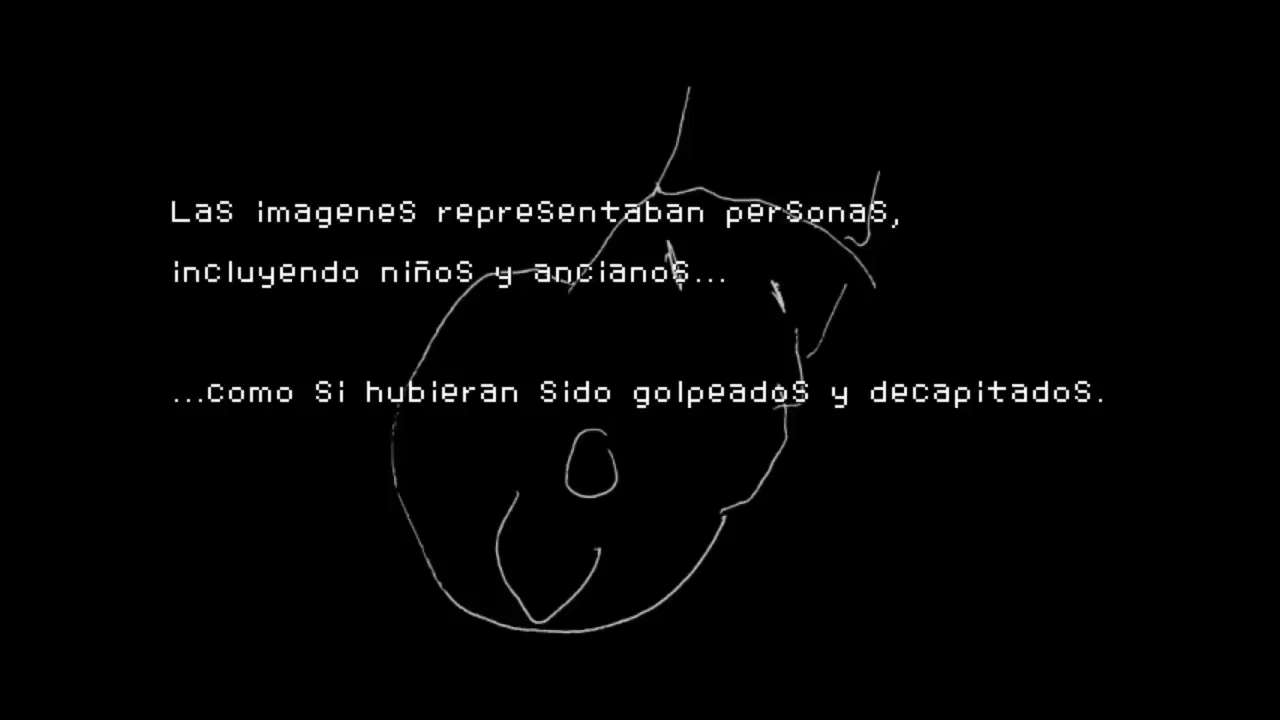 Las imagenes representaban personas,
incluyendo niños y ancianos...
...como si hubieran sido golpeados y decapitados.